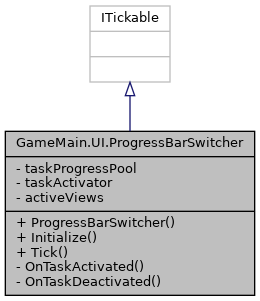 ITickable
GameMain.UI.ProgressBarSwitcher
- taskProgressPool
- taskActivator
- activeViews
+ ProgressBarSwitcher()
+ Initialize()
+ Tick()
- OnTaskActivated()
- OnTaskDeactivated()